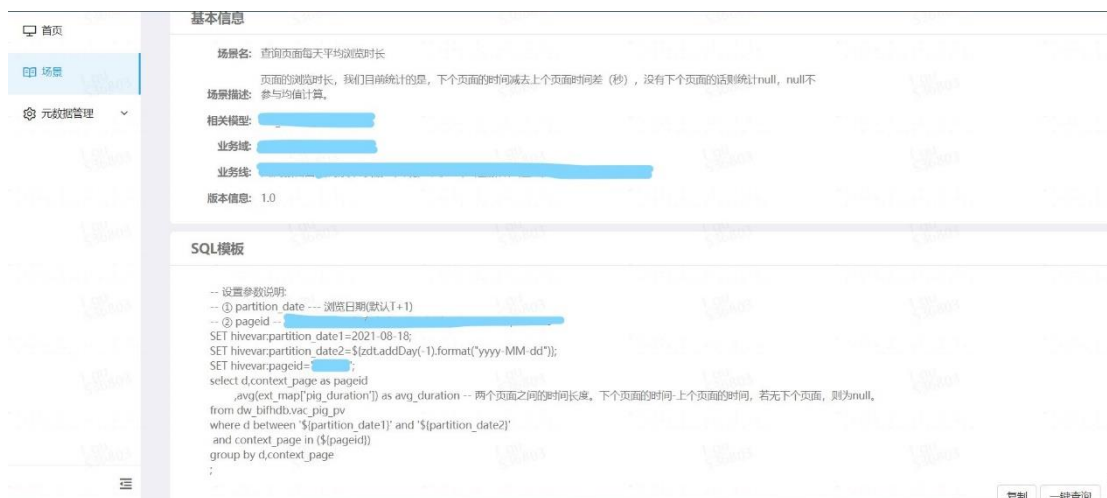 基本信息
首页
场景名: 查询页面每天平均浏览时长
场景
页面的浏览时长，我们目前统计的是，下个页面的时间减去上个页面时间差（秒），没有下个页面的话则统计null，null不
场景描述: 参与均值计算。
元数据管理
相关模型:
业务域:
业务线:
版本信息: 1.0
SQL模板
-- 设置参数说明:
-- ① partition_date --- 浏览日期(默认T+1)
-- ② pageid --
SET hivevar:partition_date1=2021-08-18;
SET hivevar:partition_date2=${zdt.addDay(-1).format("yyyy-MM-dd")};
SET hivevar:pageid=' ';
select d,context_page as pageid
,avg(ext_map['pig_duration']) as avg_duration -- 两个页面之间的时间长度。下个页面的时间-上个页面的时间，若无下个页面，则为null。
from dw_bifhdb.vac_pig_pv
where d between '${partition_date1}' and '${partition_date2}'
and context_page in (${pageid})
group by d,context_page
;
复制 一键查询